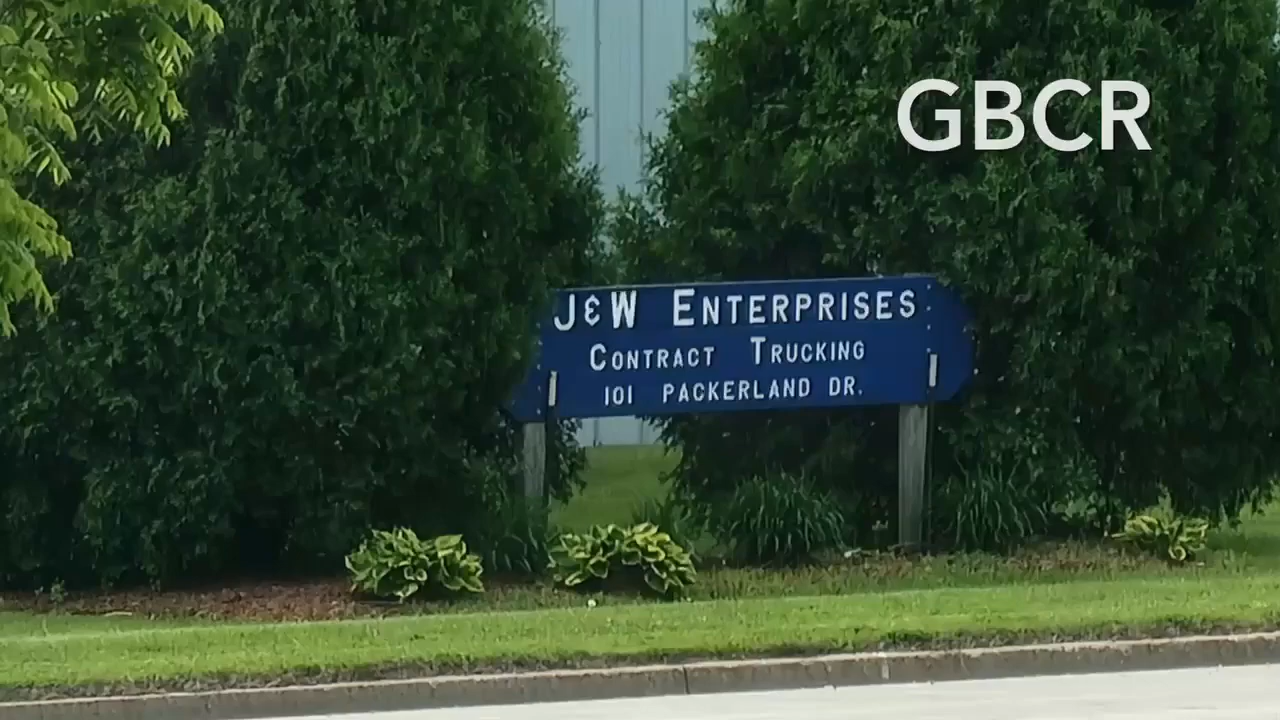 GBCR
J&W ENTERPRISES
CONTRACT TRUCKING
101 PACKERLAND DR.